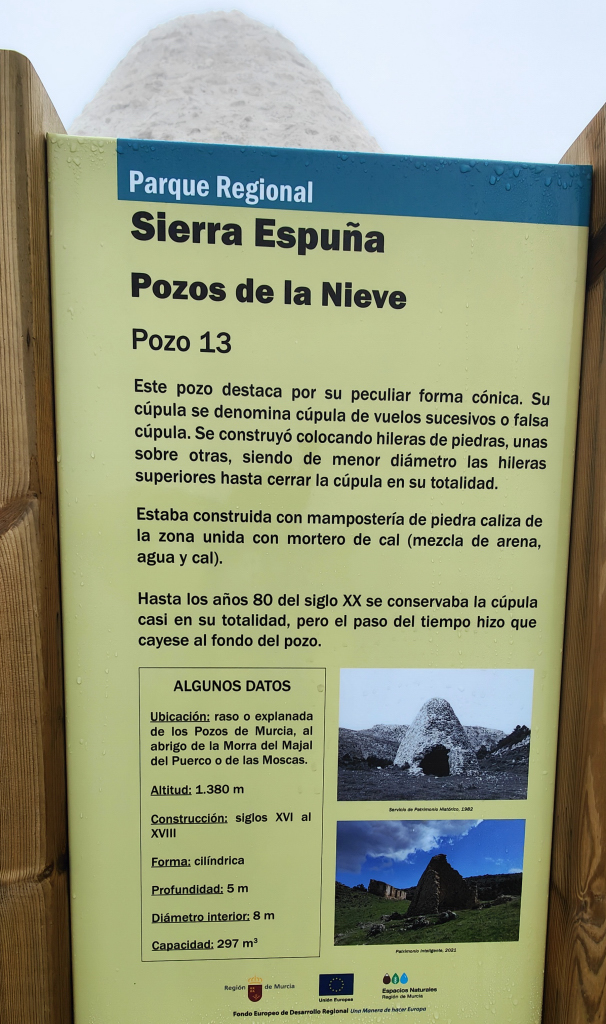 Parque Regional
Sierra Espuña
Pozos de la Nieve
Pozo 13
Este pozo destaca por su peculiar forma cónica. Su
cúpula se denomina cúpula de vuelos sucesivos o falsa
cúpula. Se construyó colocando hileras de piedras, unas
sobre otras, siendo de menor diámetro las hileras
superiores hasta cerrar la cúpula en su totalidad.
Estaba construida con mampostería de piedra caliza de
la zona unida con mortero de cal (mezcla de arena,
agua y cal).
Hasta los años 80 del siglo XX se conservaba la cúpula
casi en su totalidad, pero el paso del tiempo hizo que
cayese al fondo del pozo.
ALGUNOS DATOS
Ubicación: raso o explanada
de los Pozos de Murcia, al
abrigo de la Morra del Majal
del Puerco o de las Moscas.
Altitud: 1.380 m
Construcción: siglos XVI al
XVIII
Forma: cilíndrica
Profundidad: 5 m
Diámetro interior: 8 m
Capacidad: 297 m³
Servicio de Patrimonio Histórico, 1983
Patrimonio Inteligente, 2021
Región de Murcia
Unión Europea
Espacios Naturales
Región de Murcia
Fondo Europeo de Desarrollo Regional Una Manera de hacer Europa